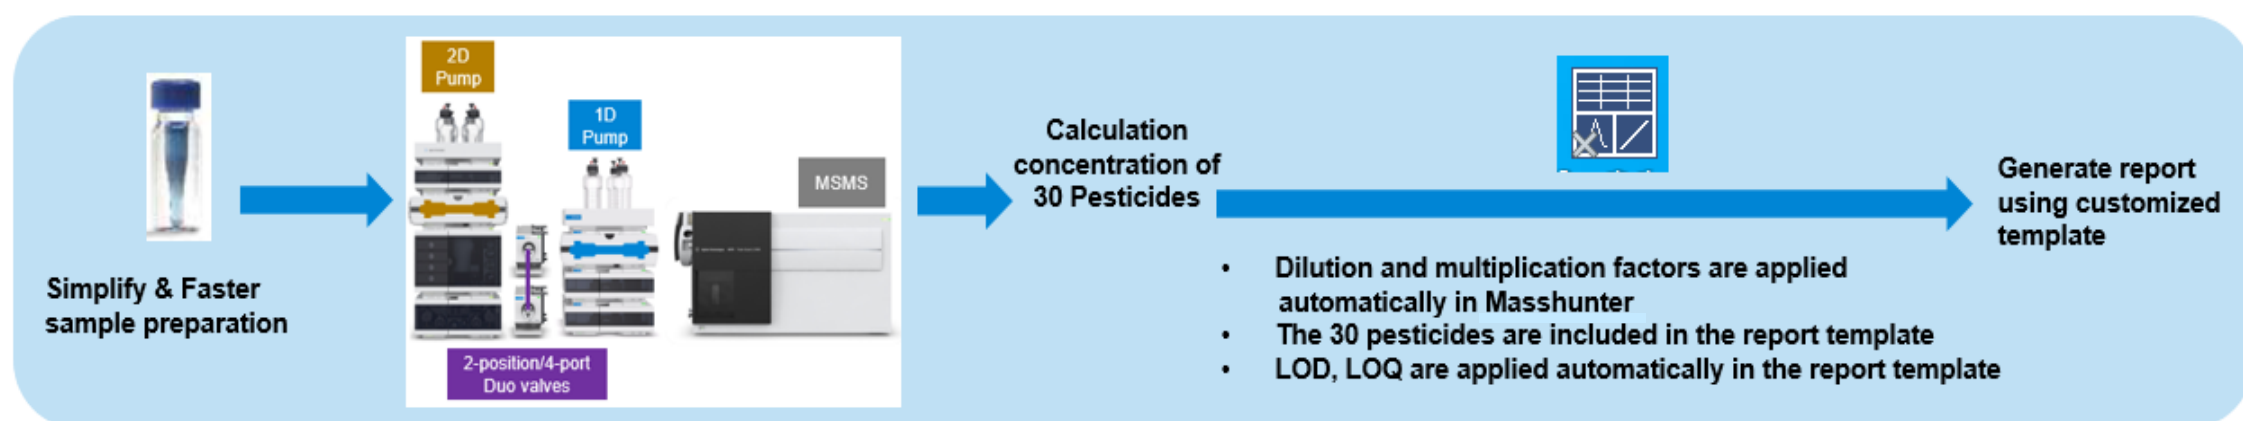 Simplify & Faster
sample preparation
2D
Pump
1D
Pump
MSMS
2-position/4-port
Duo valves
Calculation
concentration of
30 Pesticides
• Dilution and multiplication factors are applied
automatically in Masshunter
• The 30 pesticides are included in the report template
• LOD, LOQ are applied automatically in the report template
Generate report
using customized
template